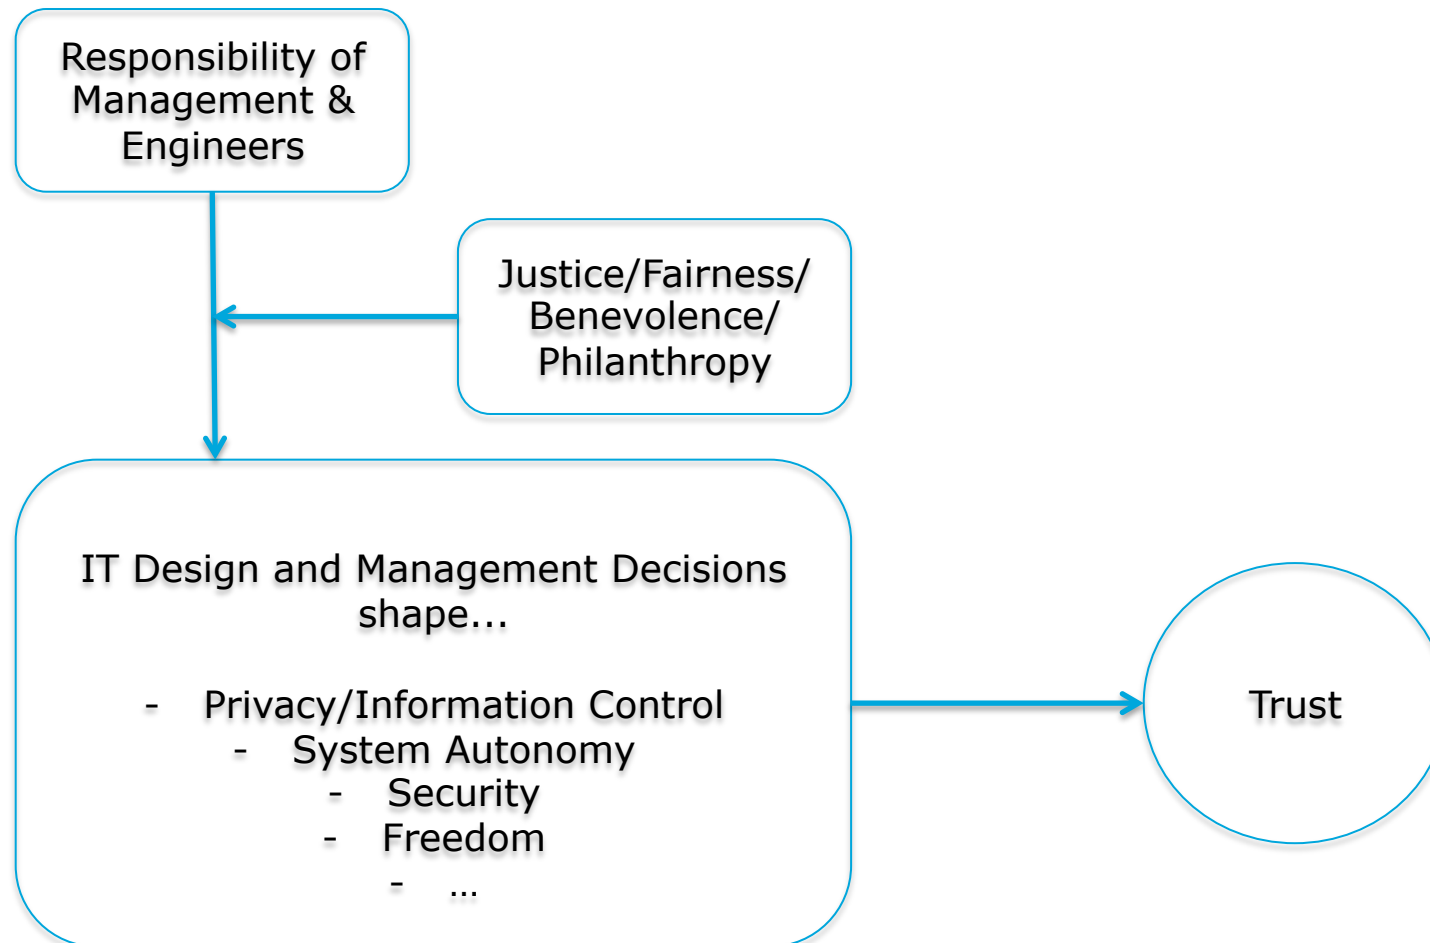 Responsibility of
Management &
Engineers
Justice/Fairness/
Benevolence/
Philanthropy
IT Design and Management Decisions
shape...
- Privacy/Information Control
- System Autonomy
- Security
- Freedom
- ...
Trust